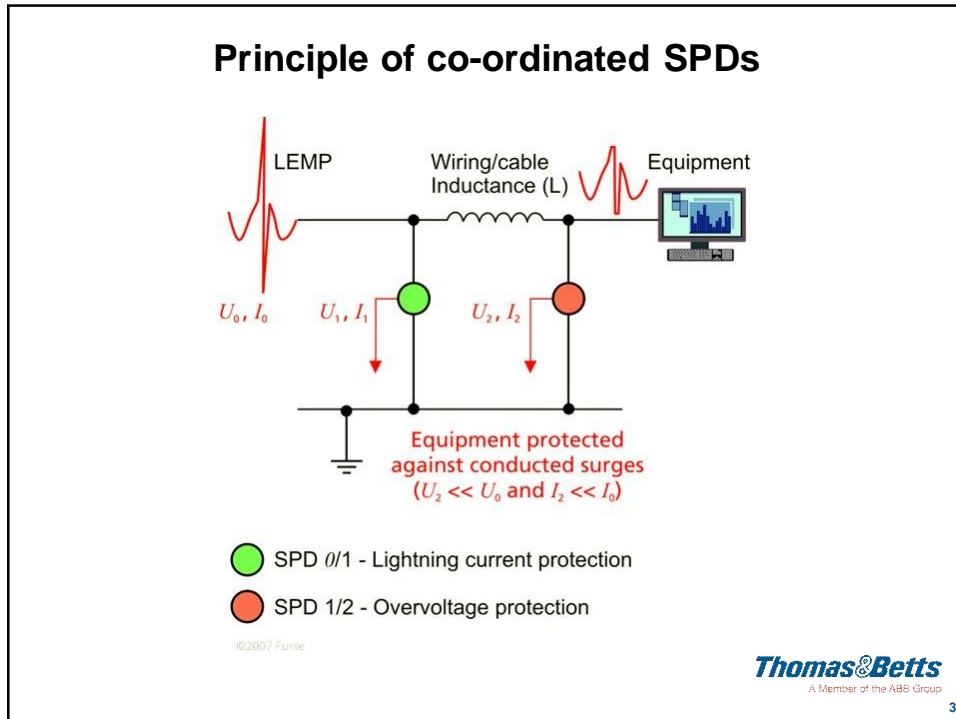 Principle of co-ordinated SPDs
LEMP
Wiring/cable
Inductance (L)
Equipment
U₀, I₀
U₁, I₁
U₂, I₂
Equipment protected
against conducted surges
(U₂ << U₀ and I₂ << I₀)
SPD 0/1 - Lightning current protection
SPD 1/2 - Overvoltage protection
©2007 Furse
Thomas&Betts
A Member of the ABB Group
3